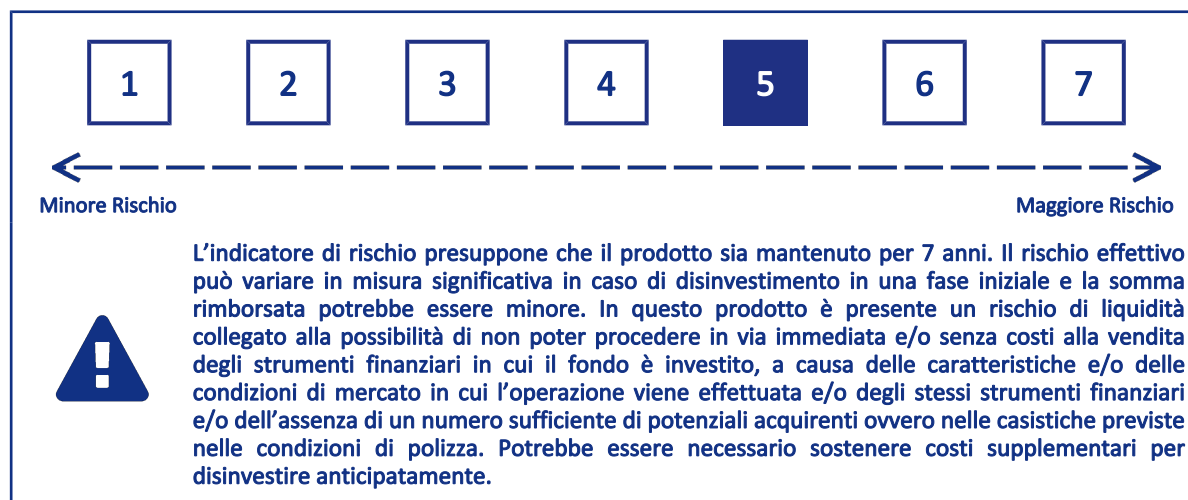 1 2 3 4 5 6 7
Minore Rischio Maggiore Rischio
L'indicatore di rischio presuppone che il prodotto sia mantenuto per 7 anni. Il rischio effettivo
può variare in misura significativa in caso di disinvestimento in una fase iniziale e la somma
rimborsata potrebbe essere minore. In questo prodotto è presente un rischio di liquidità
collegato alla possibilità di non poter procedere in via immediata e/o senza costi alla vendita
degli strumenti finanziari in cui il fondo è investito, a causa delle caratteristiche e/o delle
condizioni di mercato in cui l'operazione viene effettuata e/o degli stessi strumenti finanziari
e/o dell'assenza di un numero sufficiente di potenziali acquirenti ovvero nelle casistiche previste
nelle condizioni di polizza. Potrebbe essere necessario sostenere costi supplementari per
disinvestire anticipatamente.